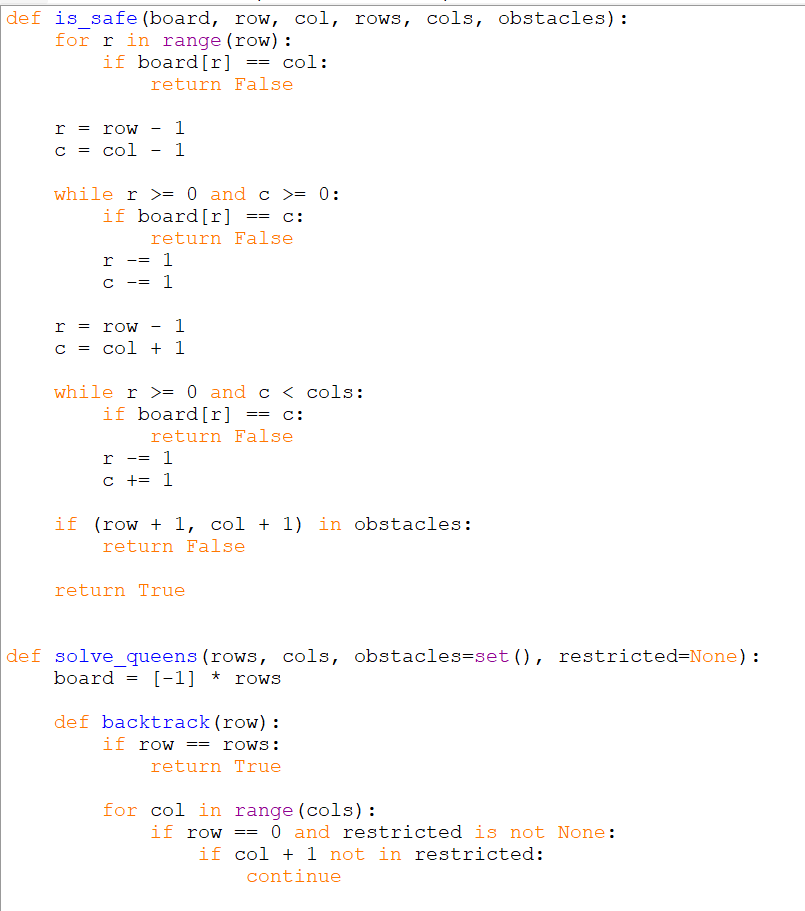 def is_safe(board, row, col, rows, cols, obstacles):
    for r in range(row):
        if board[r] == col:
            return False

    r = row - 1
    c = col - 1

    while r >= 0 and c >= 0:
        if board[r] == c:
            return False
        r -= 1
        c -= 1

    r = row - 1
    c = col + 1

    while r >= 0 and c < cols:
        if board[r] == c:
            return False
        r -= 1
        c += 1

    if (row + 1, col + 1) in obstacles:
        return False

    return True


def solve_queens(rows, cols, obstacles=set(), restricted=None):
    board = [-1] * rows

    def backtrack(row):
        if row == rows:
            return True

        for col in range(cols):
            if row == 0 and restricted is not None:
                if col + 1 not in restricted:
                    continue